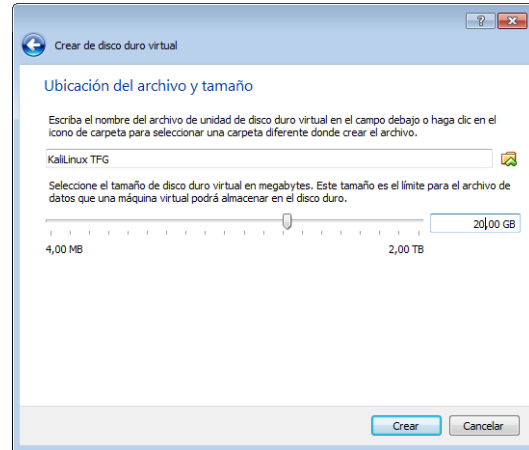 Crear de disco duro virtual
Ubicación del archivo y tamaño
Escriba el nombre del archivo de unidad de disco duro virtual en el campo debajo o haga clic en el
icono de carpeta para seleccionar una carpeta diferente donde crear el archivo.
KaliLinux TFG
Seleccione el tamaño de disco duro virtual en megabytes. Este tamaño es el límite para el archivo de
datos que una máquina virtual podrá almacenar en el disco duro.
20,00 GB
4,00 MB 2,00 TB
Crear Cancelar